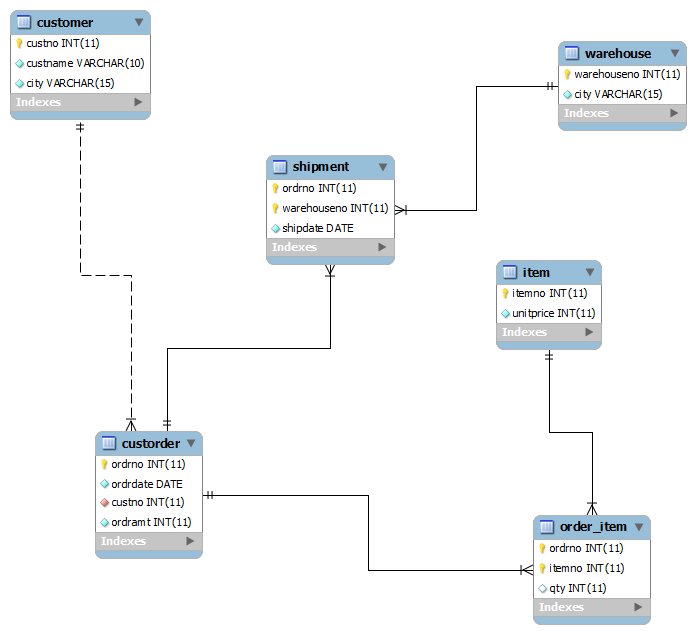 customer
custno INT(11)
custname VARCHAR(10)
city VARCHAR(15)
Indexes
warehouse
warehouseno INT(11)
city VARCHAR(15)
Indexes
shipment
ordrno INT(11)
warehouseno INT(11)
shipdate DATE
Indexes
item
itemno INT(11)
unitprice INT(11)
Indexes
custorder
ordrno INT(11)
ordrdate DATE
custno INT(11)
ordramt INT(11)
Indexes
order_item
ordrno INT(11)
itemno INT(11)
qty INT(11)
Indexes